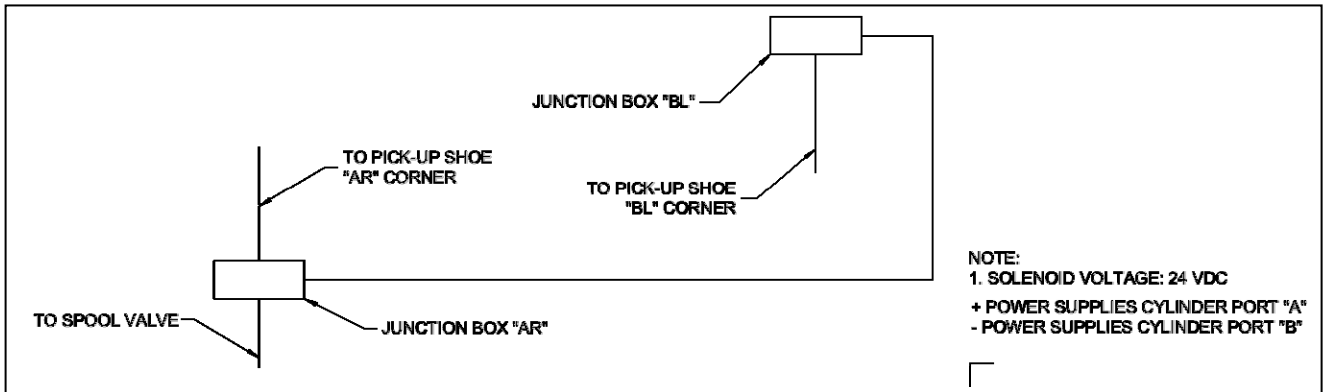 JUNCTION BOX "BL"
TO PICK-UP SHOE
"AR" CORNER
TO PICK-UP SHOE
"BL" CORNER
NOTE:
1. SOLENOID VOLTAGE: 24 VDC
+ POWER SUPPLIES CYLINDER PORT "A"
- POWER SUPPLIES CYLINDER PORT "B"
TO SPOOL VALVE
JUNCTION BOX "AR"